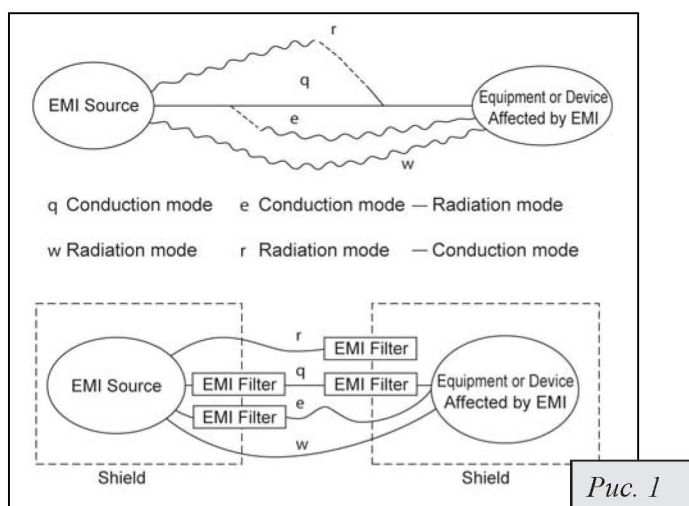 r
q
EMI Source
Equipment or Device
Affected by EMI
e
w
q Conduction mode e Conduction mode — Radiation mode
w Radiation mode r Radiation mode — Conduction mode
r
EMI Filter
q
EMI Source
EMI Filter
EMI Filter
Equipment or Device
Affected by EMI
e
EMI Filter
w
Shield
Shield
Рис. 1